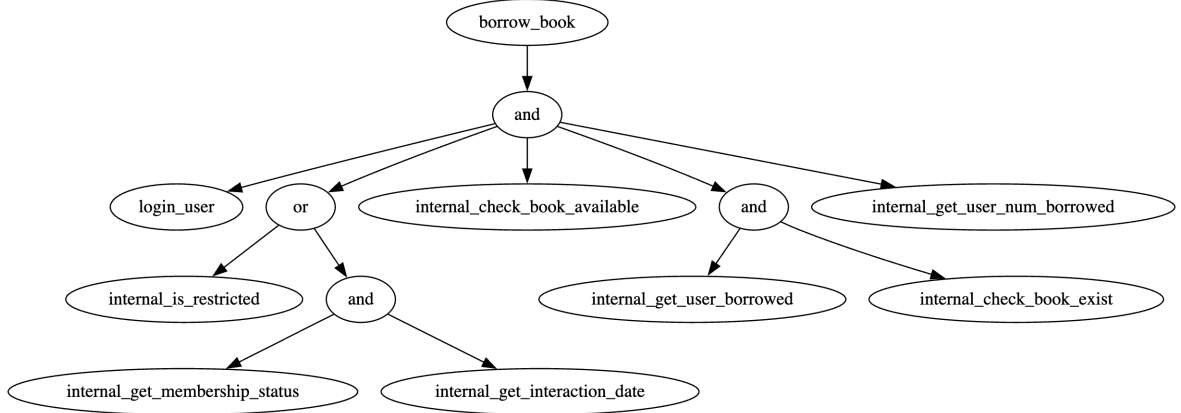 borrow_book
and
login_user
or
internal_check_book_available
and
internal_get_user_num_borrowed
internal_is_restricted
and
internal_get_user_borrowed
internal_check_book_exist
internal_get_membership_status
internal_get_interaction_date